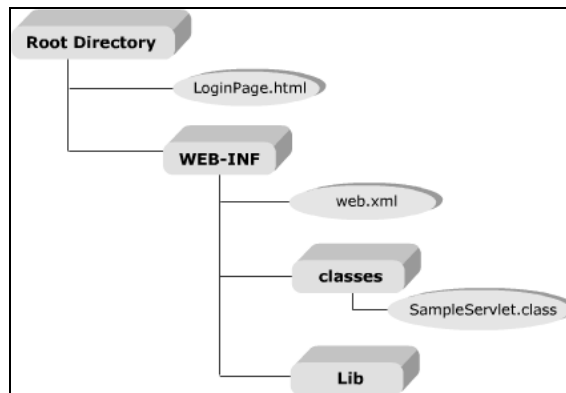 Root Directory
LoginPage.html
WEB-INF
web.xml
classes
SampleServlet.class
Lib